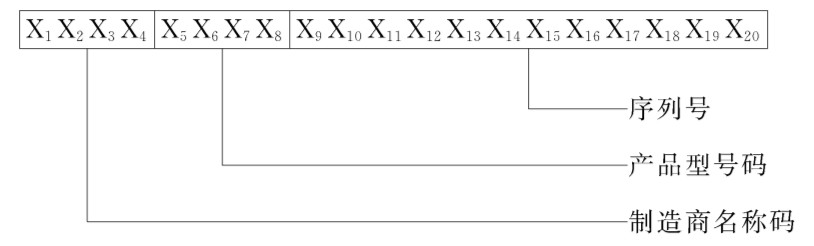 X₁ X₂ X₃ X₄ X₅ X₆ X₇ X₈ X₉ X₁₀ X₁₁ X₁₂ X₁₃ X₁₄ X₁₅ X₁₆ X₁₇ X₁₈ X₁₉ X₂₀
序列号
产品型号码
制造商名称码